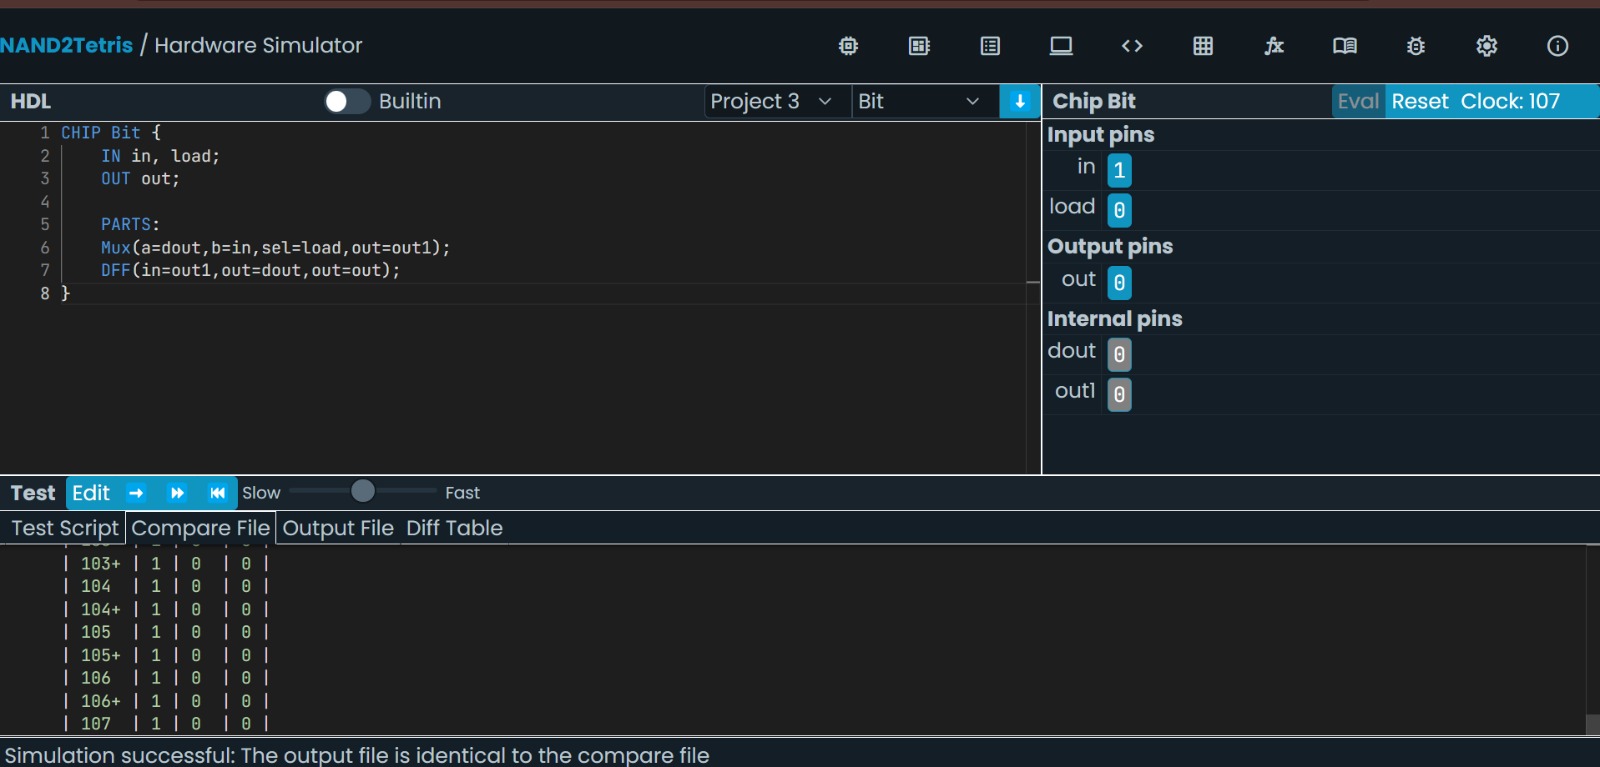 NAND2Tetris / Hardware Simulator
HDL Builtin Project 3 Bit
1 CHIP Bit {
2 IN in, load;
3 OUT out;
4
5 PARTS:
6 Mux(a=dout,b=in,sel=load,out=out1);
7 DFF(in=out1,out=dout,out=out);
8 }
Chip Bit Eval Reset Clock: 107
Input pins
in 1
load 0
Output pins
out 0
Internal pins
dout 0
out1 0
Test Edit Slow Fast
Test Script Compare File Output File Diff Table
| 103+ | 1 | 0 | 0 |
| 104 | 1 | 0 | 0 |
| 104+ | 1 | 0 | 0 |
| 105 | 1 | 0 | 0 |
| 105+ | 1 | 0 | 0 |
| 106 | 1 | 0 | 0 |
| 106+ | 1 | 0 | 0 |
| 107 | 1 | 0 | 0 |
Simulation successful: The output file is identical to the compare file